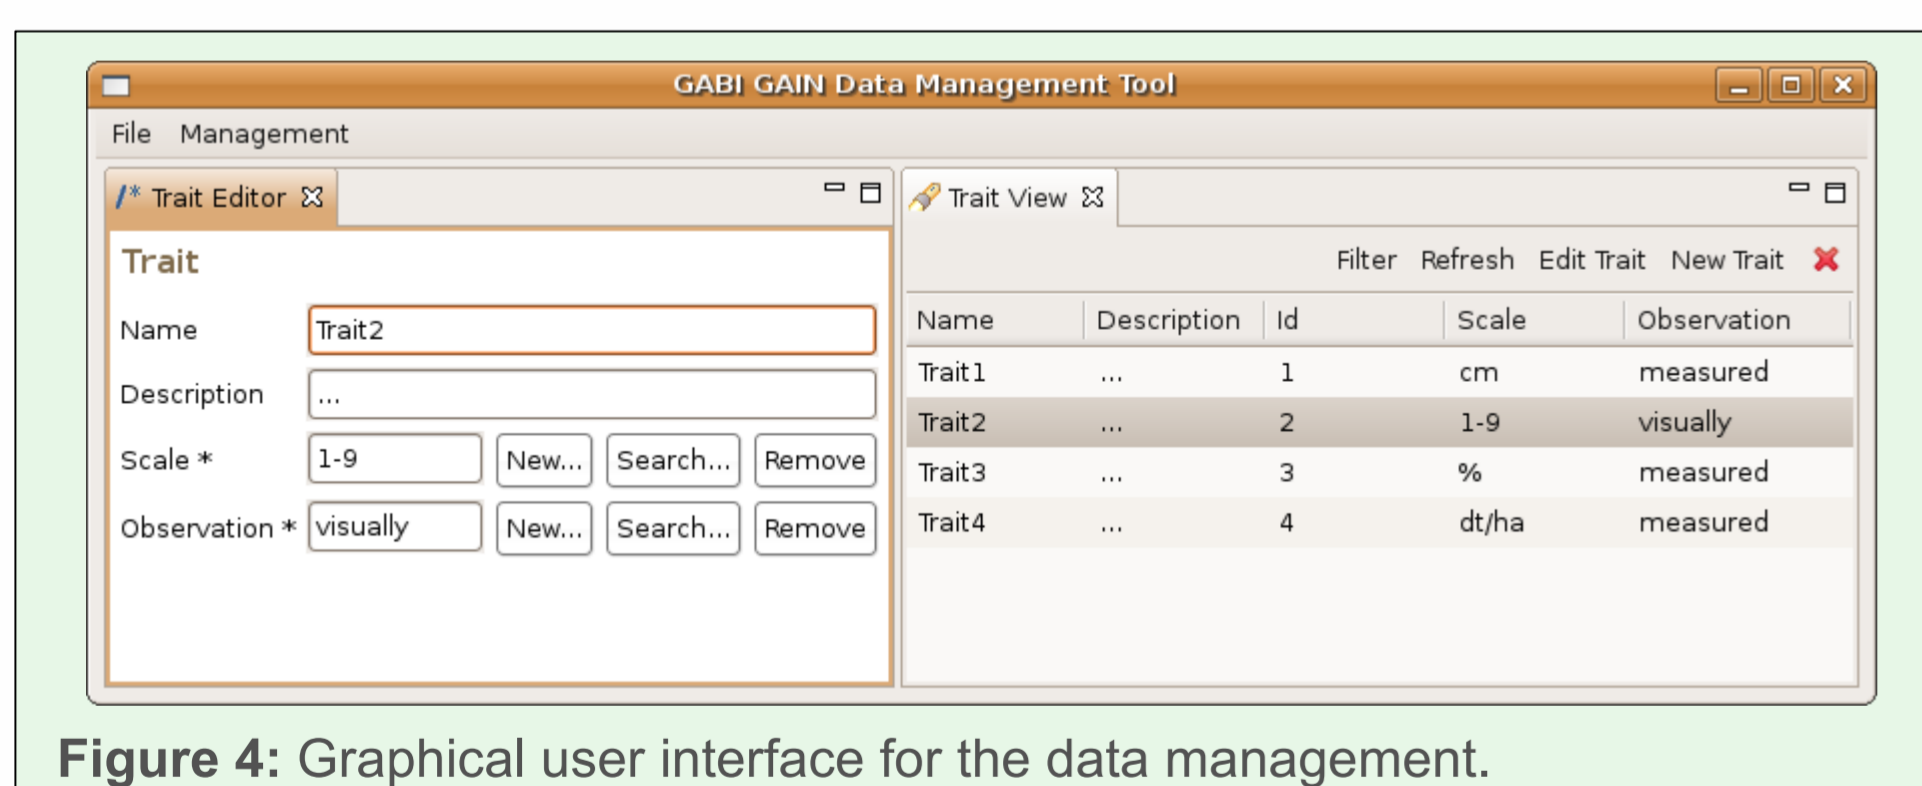 GABI GAIN Data Management Tool
File Management
/* Trait Editor
Trait
Name Trait2
Description ...
Scale * 1-9 New... Search... Remove
Observation * visually New... Search... Remove
Trait View
Filter Refresh Edit Trait New Trait
Name Description Id Scale Observation
Trait1 ... 1 cm measured
Trait2 ... 2 1-9 visually
Trait3 ... 3 % measured
Trait4 ... 4 dt/ha measured
Figure 4: Graphical user interface for the data management.